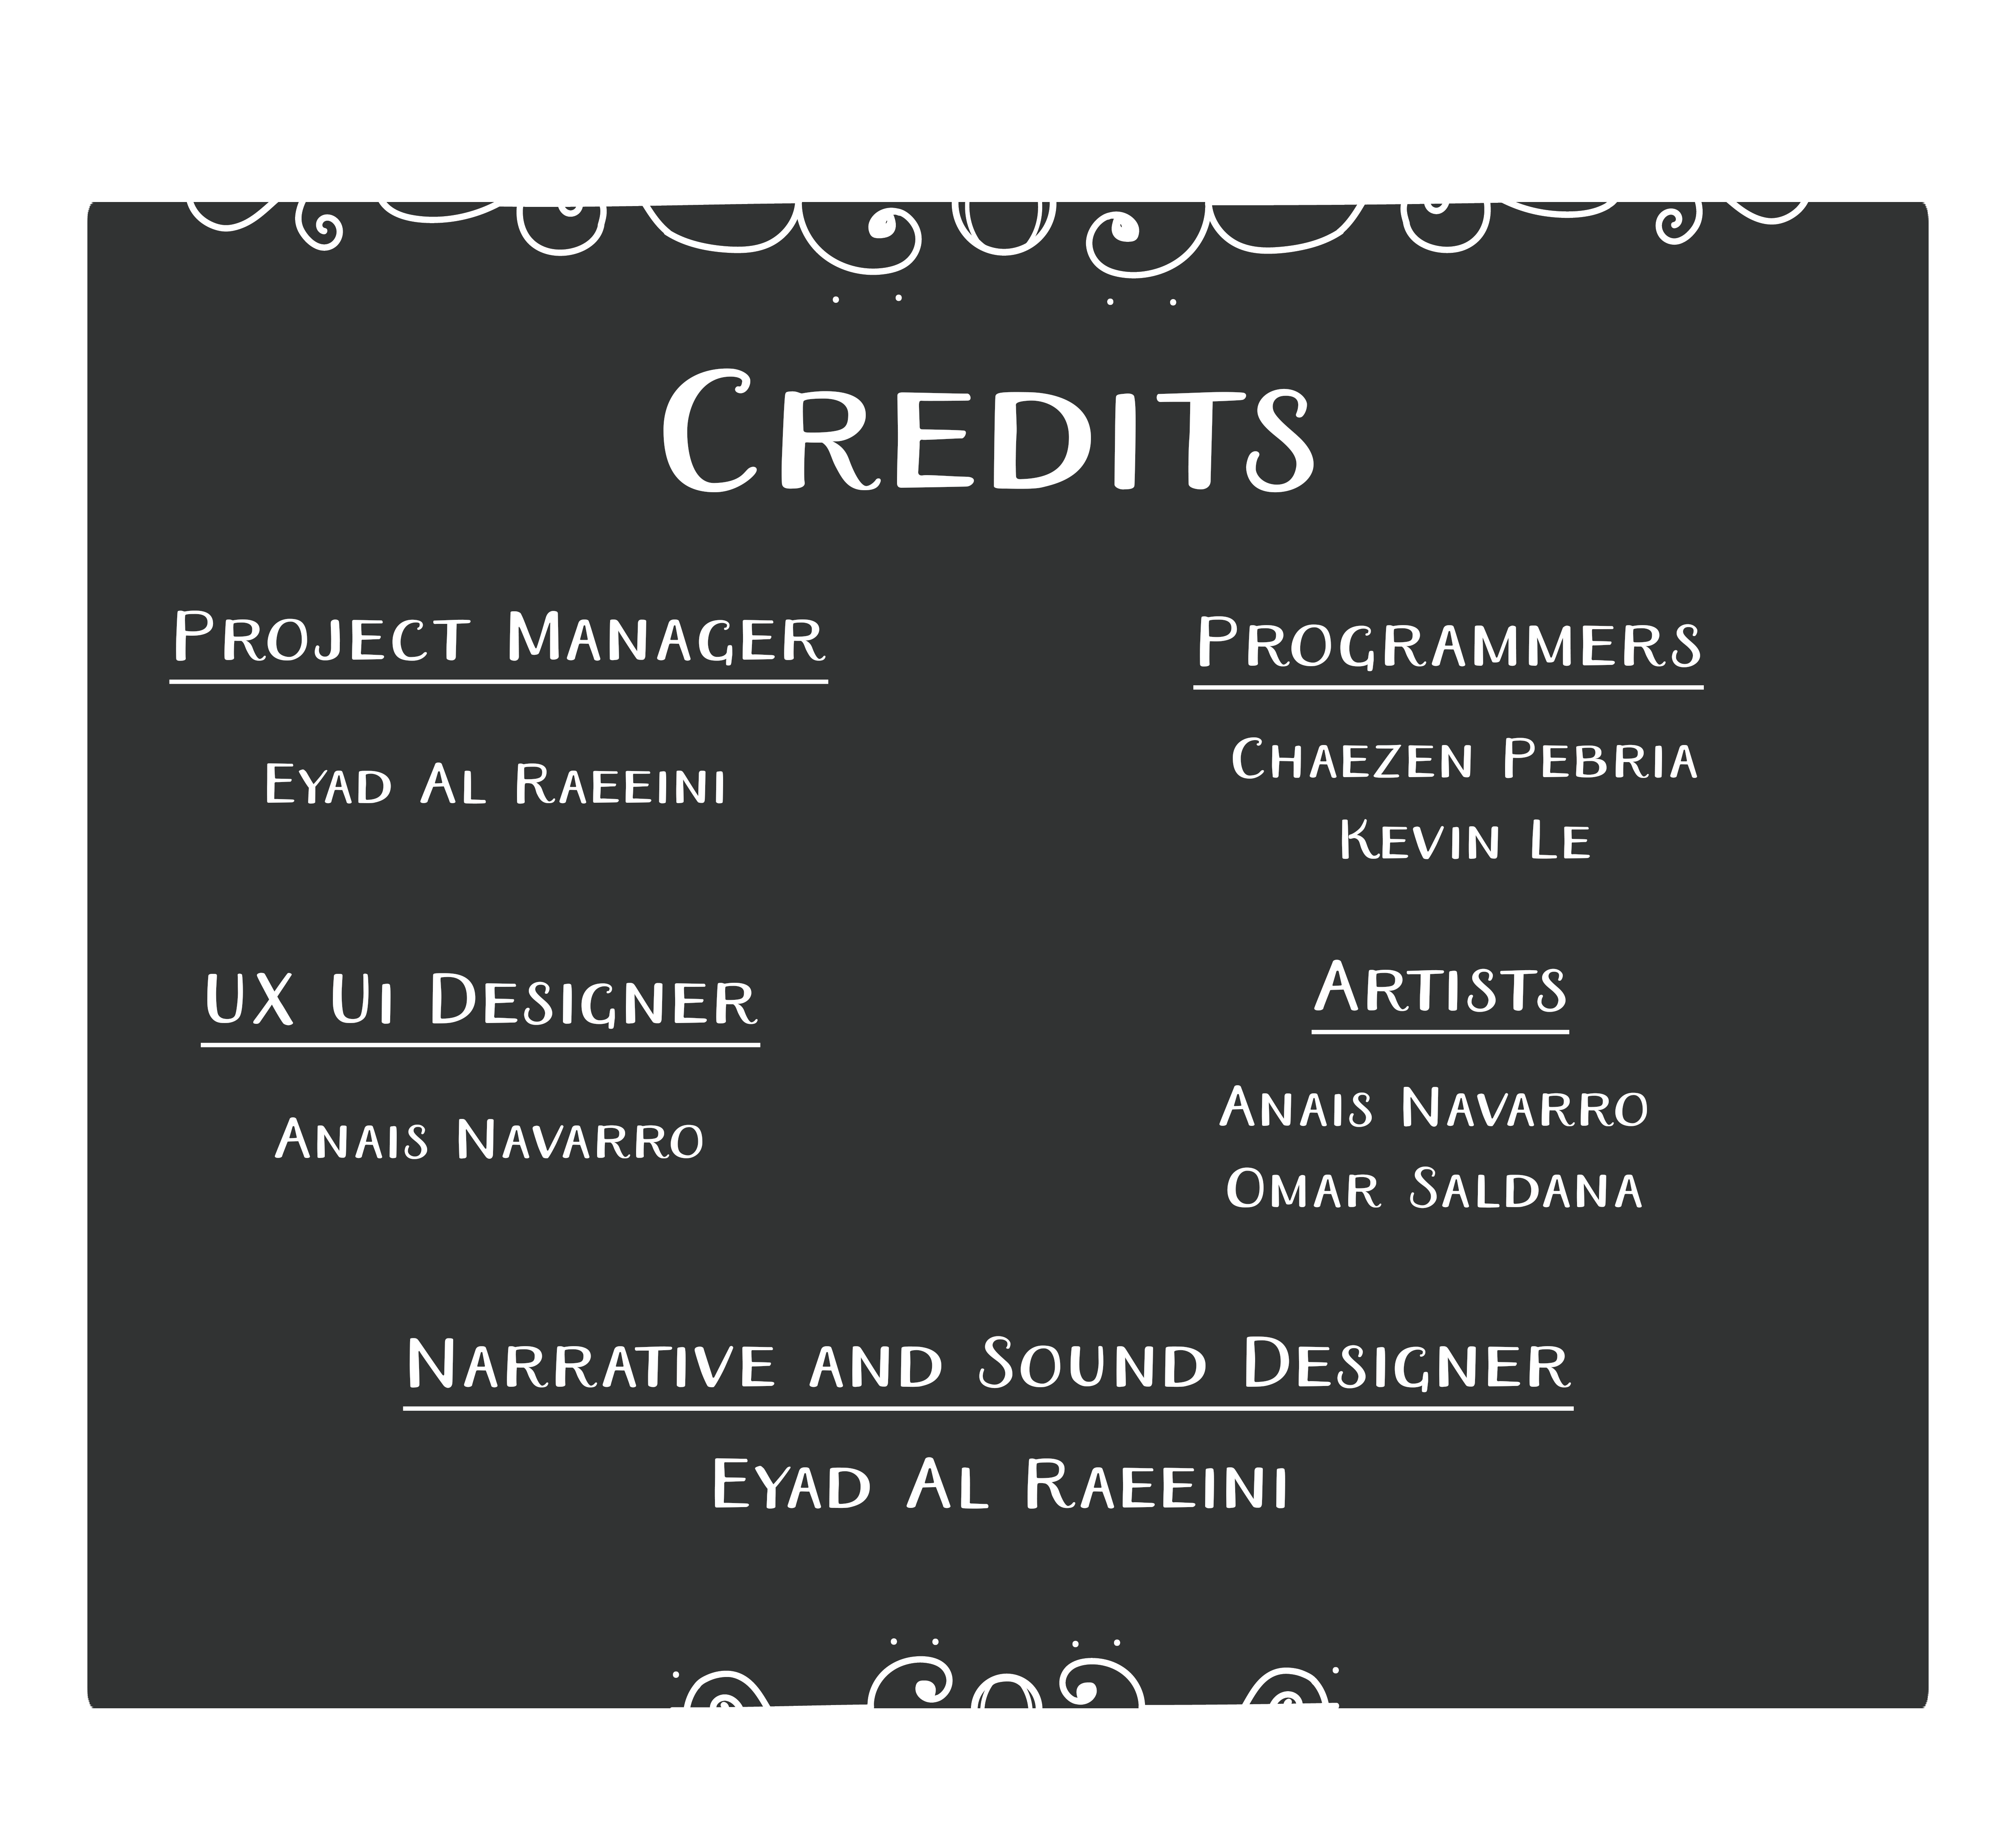 Credits
Project Manager
Eyad Al Raeeini
Programmers
Chaezen Pebria
Kevin Le
UX UI Designer
Anais Navarro
Artists
Anais Navarro
Omar Saldana
Narrative and Sound Designer
Eyad Al Raeeini